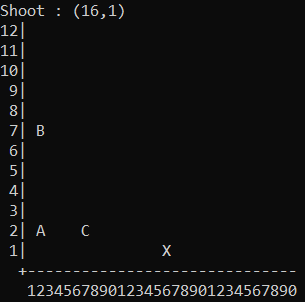 Shoot : (16,1)
12|
11|
10|
 9|
 8|
 7| B
 6|
 5|
 4|
 3|
 2| A    C
 1|               X
  +------------------------------
   123456789012345678901234567890